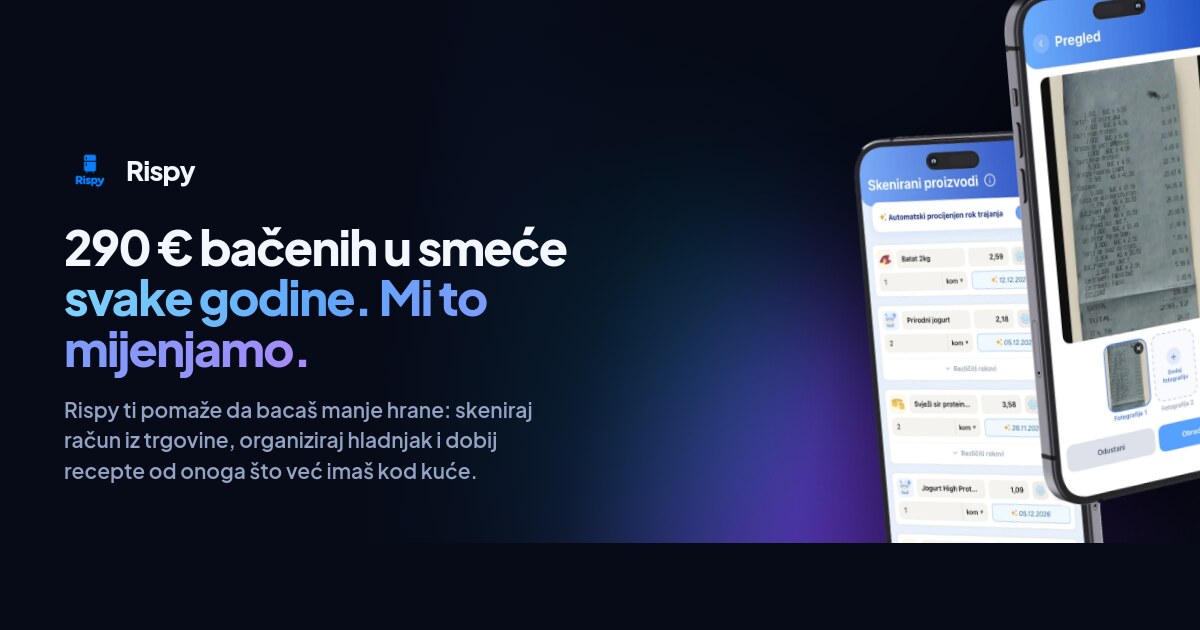 Rispy
Rispy
290 € bačenih u smeće
svake godine. Mi to
mijenjamo.
Rispy ti pomaže da bacaš manje hrane: skeniraj
račun iz trgovine, organiziraj hladnjak i dobij
recepte od onoga što već imaš kod kuće.
Skenirani proizvodi
Automatski procijenjen rok trajanja
Batat 2kg 2,59
1 kom 12.12.202
Prirodni jogurt 2,18
2 kom 05.12.202
Različiti rokovi
Svježi sir protein... 3,58
2 kom 28.11.202
Različiti rokovi
Jogurt High Prot... 1,09
1 kom 05.12.2026
Pregled
TOTAL
Fotografija 1
Dodaj
fotografiju
Fotografija 2
Odustani
Obrad